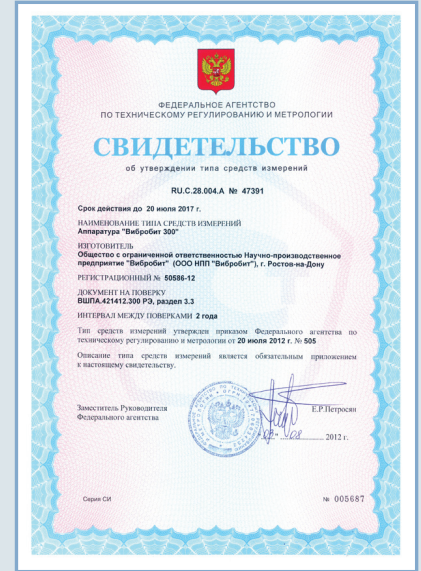 ФЕДЕРАЛЬНОЕ АГЕНТСТВО
ПО ТЕХНИЧЕСКОМУ РЕГУЛИРОВАНИЮ И МЕТРОЛОГИИ
СВИДЕТЕЛЬСТВО
об утверждении типа средств измерений
RU.C.28.004.A № 47391
Срок действия до 20 июля 2017 г.
НАИМЕНОВАНИЕ ТИПА СРЕДСТВ ИЗМЕРЕНИЙ
Аппаратура "Вибробит 300"
ИЗГОТОВИТЕЛЬ
Общество с ограниченной ответственностью Научно-производственное
предприятие "Вибробит" (ООО НПП "Вибробит"), г. Ростов-на-Дону
РЕГИСТРАЦИОННЫЙ № 50586-12
ДОКУМЕНТ НА ПОВЕРКУ
ВШПА.421412.300 РЭ, раздел 3.3
ИНТЕРВАЛ МЕЖДУ ПОВЕРКАМИ 2 года
Тип средств измерений утвержден приказом Федерального агентства по
техническому регулированию и метрологии от 20 июля 2012 г. № 505
Описание типа средств измерений является обязательным приложением
к настоящему свидетельству.
Заместитель Руководителя
Федерального агентства
Е.Р.Петросян
"03" 08 2012 г.
Серия СИ
№ 005687